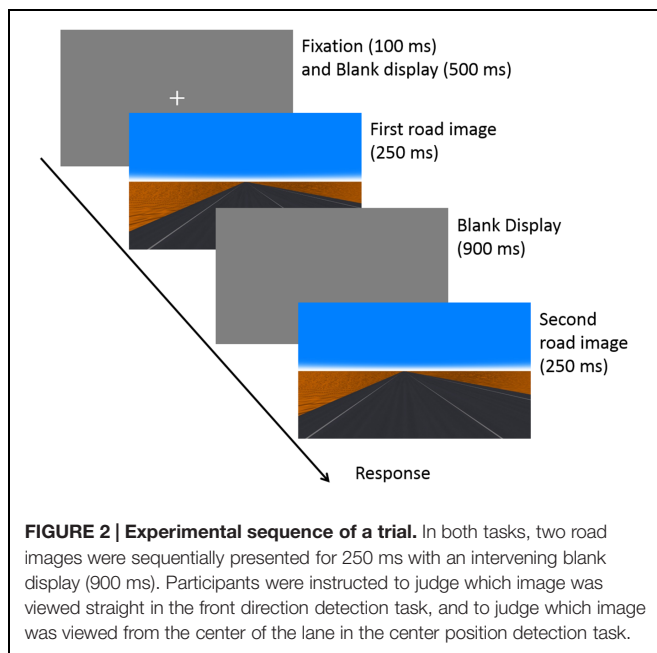 Fixation (100 ms)
and Blank display (500 ms)
First road image
(250 ms)
Blank Display
(900 ms)
Second
road image
(250 ms)
Response
FIGURE 2 | Experimental sequence of a trial. In both tasks, two road
images were sequentially presented for 250 ms with an intervening blank
display (900 ms). Participants were instructed to judge which image was
viewed straight in the front direction detection task, and to judge which image
was viewed from the center of the lane in the center position detection task.